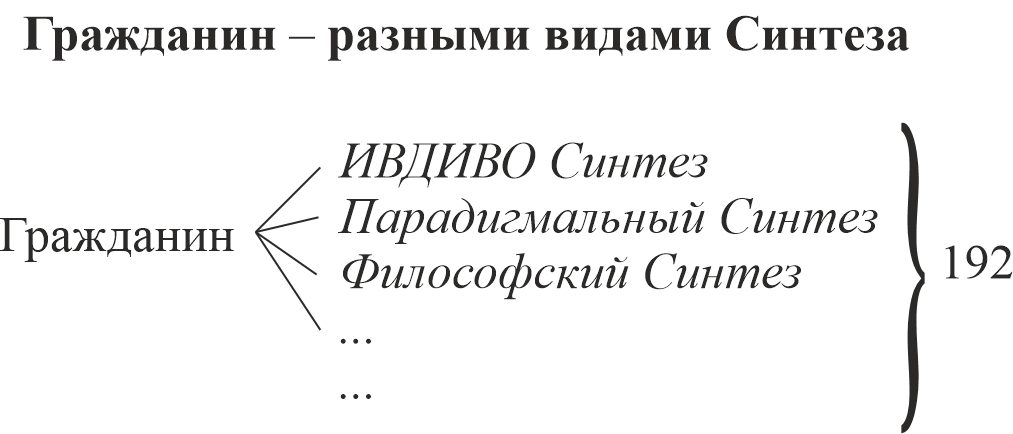 Гражданин – разными видами Синтеза
ИВДИВО Синтез
Парадигмальный Синтез
Гражданин
192
Философский Синтез
...
...